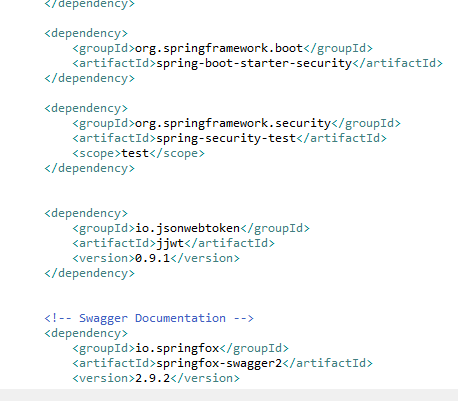 </dependency>
<dependency>
<groupId>org.springframework.boot</groupId>
<artifactId>spring-boot-starter-security</artifactId>
</dependency>
<dependency>
<groupId>org.springframework.security</groupId>
<artifactId>spring-security-test</artifactId>
<scope>test</scope>
</dependency>
<dependency>
<groupId>io.jsonwebtoken</groupId>
<artifactId>jjwt</artifactId>
<version>0.9.1</version>
</dependency>
<!-- Swagger Documentation -->
<dependency>
<groupId>io.springfox</groupId>
<artifactId>springfox-swagger2</artifactId>
<version>2.9.2</version>